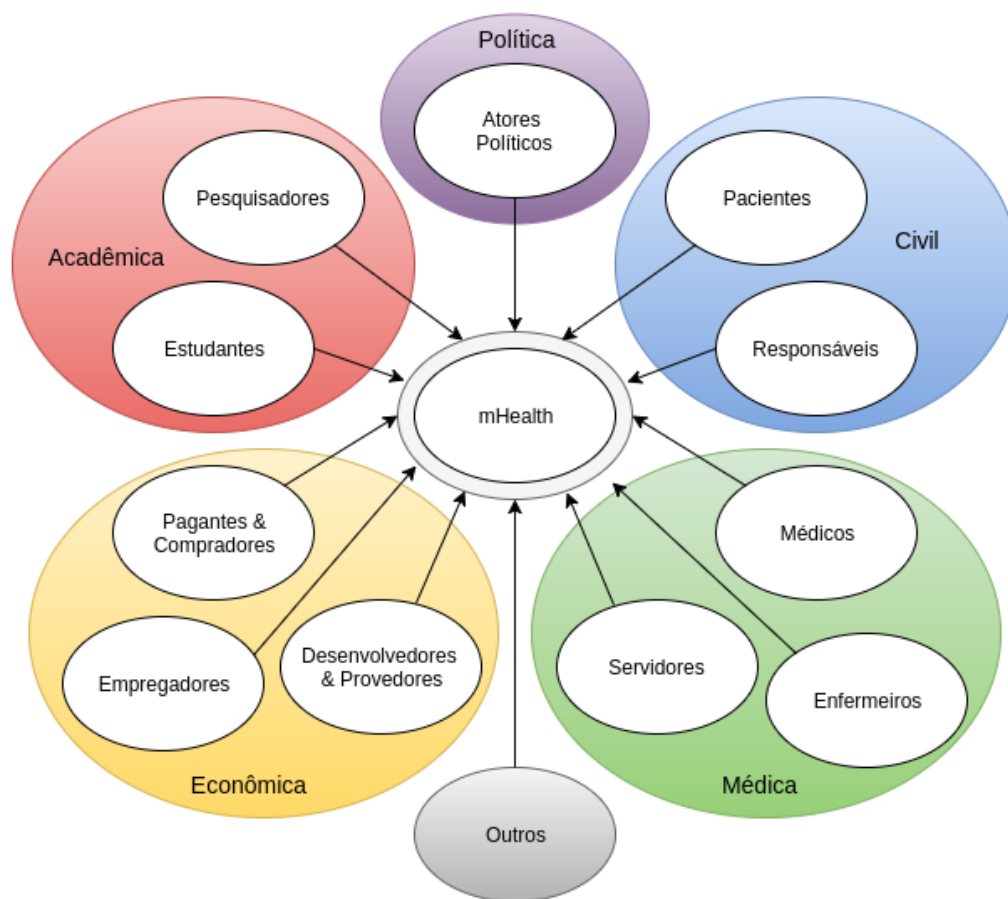 Política
Atores
Políticos
Acadêmica
Pesquisadores
Estudantes
Pacientes
Civil
Responsáveis
mHealth
Pagantes &
Compradores
Empregadores
Desenvolvedores
& Provedores
Econômica
Médicos
Servidores
Enfermeiros
Médica
Outros